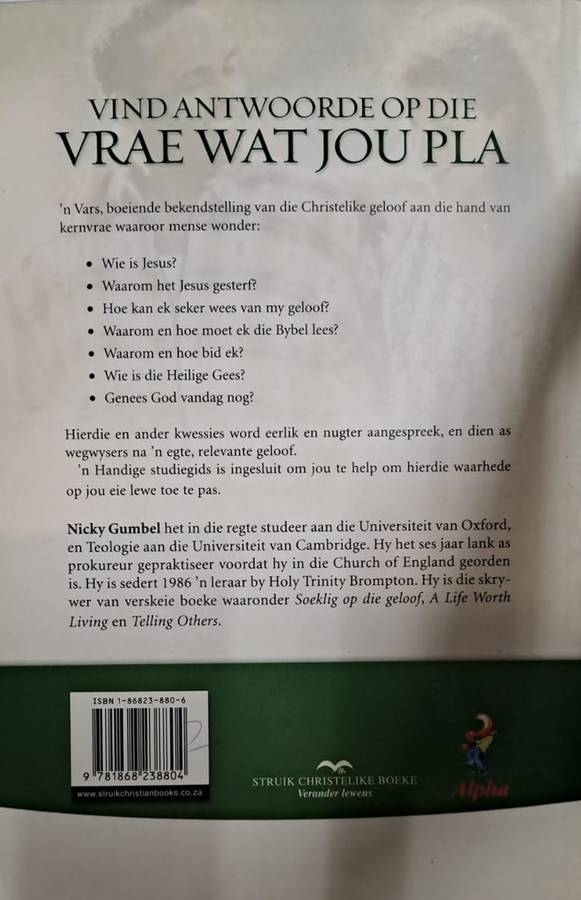 VIND ANTWOORDE OP DIE
VRAE WAT JOU PLA
'n Vars, boeiende bekendstelling van die Christelike geloof aan die hand van
kernvrae waaroor mense wonder:
• Wie is Jesus?
• Waarom het Jesus gesterf?
• Hoe kan ek seker wees van my geloof?
• Waarom en hoe moet ek die Bybel lees?
• Waarom en hoe bid ek?
• Wie is die Heilige Gees?
• Genees God vandag nog?
Hierdie en ander kwessies word eerlik en nugter aangespreek, en dien as
wegwysers na 'n egte, relevante geloof.
'n Handige studiegids is ingesluit om jou te help om hierdie waarhede
op jou eie lewe toe te pas.
Nicky Gumbel het in die regte studeer aan die Universiteit van Oxford,
en Teologie aan die Universiteit van Cambridge. Hy het ses jaar lank as
prokureur gepraktiseer voordat hy in die Church of England georden
is. Hy is sedert 1986 'n leraar by Holy Trinity Brompton. Hy is die skry-
wer van verskeie boeke waaronder Soeklig op die geloof, A Life Worth
Living en Telling Others.
ISBN 1-86823-880-6
9 781868 238804
www.struikchristianbooks.co.za
STRUIK CHRISTELIKE BOEKE
Verander lewens
Alpha